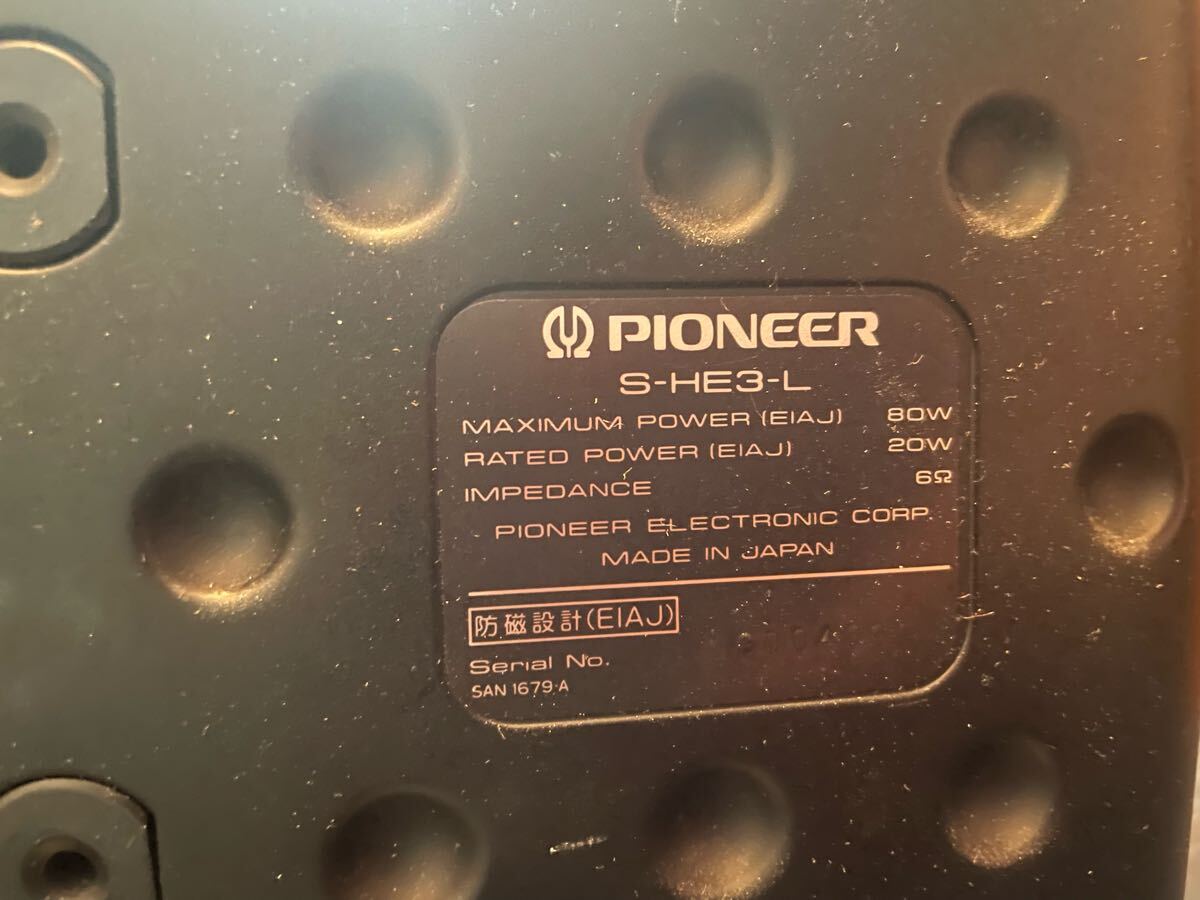 PIONEER
S-HE3-L
MAXIMUM POWER (EIAJ) 80W
RATED POWER (EIAJ) 20W
IMPEDANCE 6Ω
PIONEER ELECTRONIC CORP.
MADE IN JAPAN
防磁設計(EIAJ)
Serial No.
SAN 1679-A